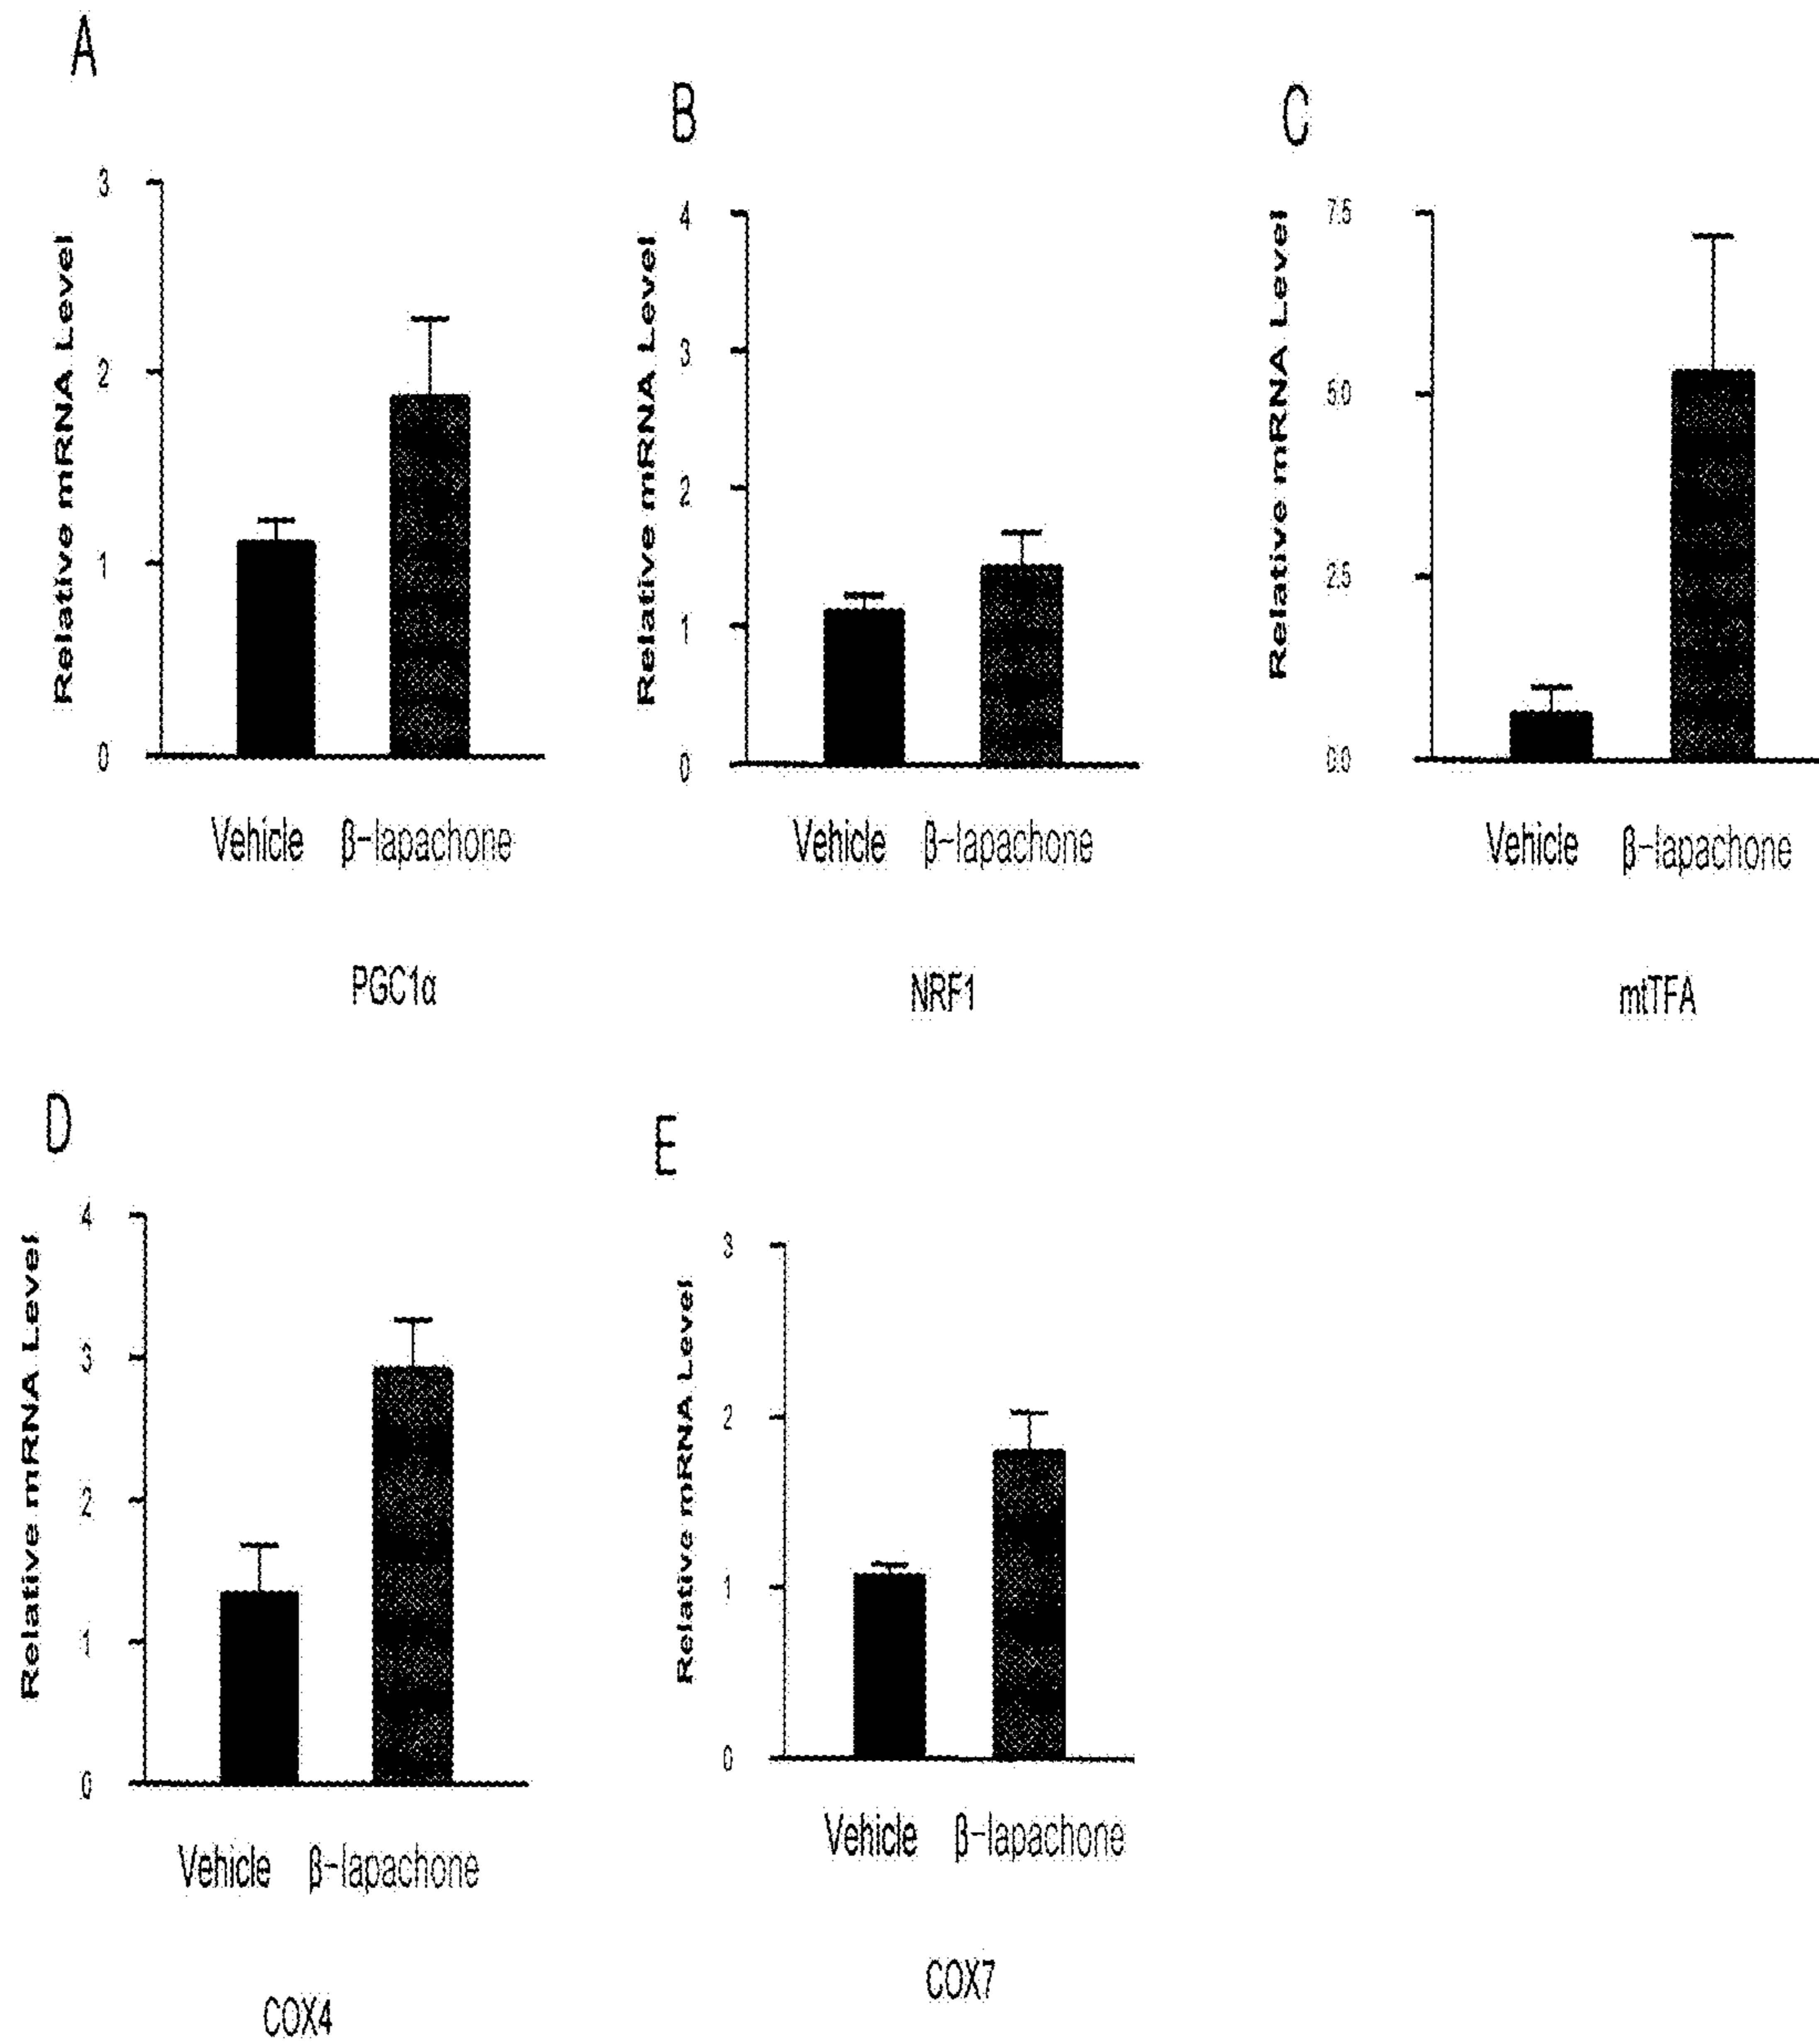 A
B
C
Relative mRNA Level
3
2
1
0
Vehicle β-lapachone
PGC1α
Relative mRNA Level
4
3
2
1
0
Vehicle β-lapachone
NRF1
Relative mRNA Level
7.5
5.0
2.5
0.0
Vehicle β-lapachone
mtTFA
D
E
Relative mRNA Level
4
3
2
1
0
Vehicle β-lapachone
COX4
Relative mRNA Level
3
2
1
0
Vehicle β-lapachone
COX7